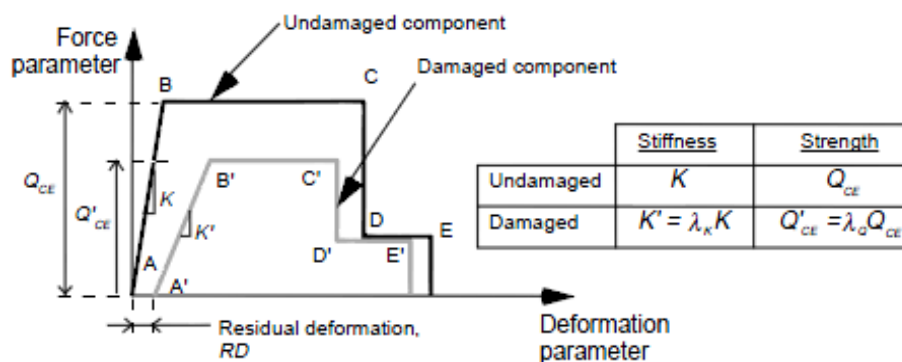 Force
parameter
Undamaged component
Damaged component
B
C
Q_CE
Q'_CE
K
K'
B'
C'
D
E
D'
E'
A
A'
Residual deformation,
RD
Deformation
parameter
Stiffness Strength
Undamaged K Q_CE
Damaged K' = λ_K K Q'_CE = λ_Q Q_CE